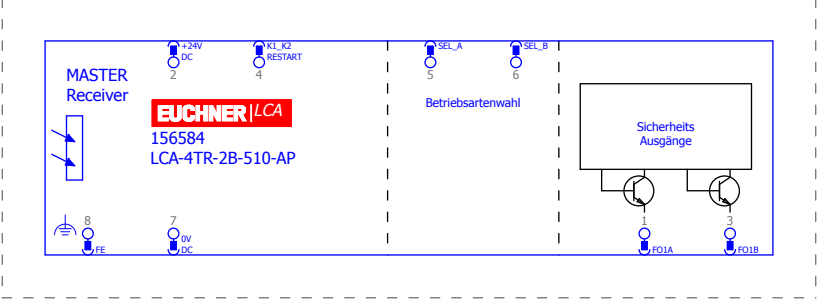 +24V
DC
2
K1_K2
RESTART
4
SEL_A
5
SEL_B
6
MASTER
Receiver
EUCHNER LCA
156584
LCA-4TR-2B-510-AP
Betriebsartenwahl
Sicherheits
Ausgänge
8
FE
7
0V
DC
1
FO1A
3
FO1B